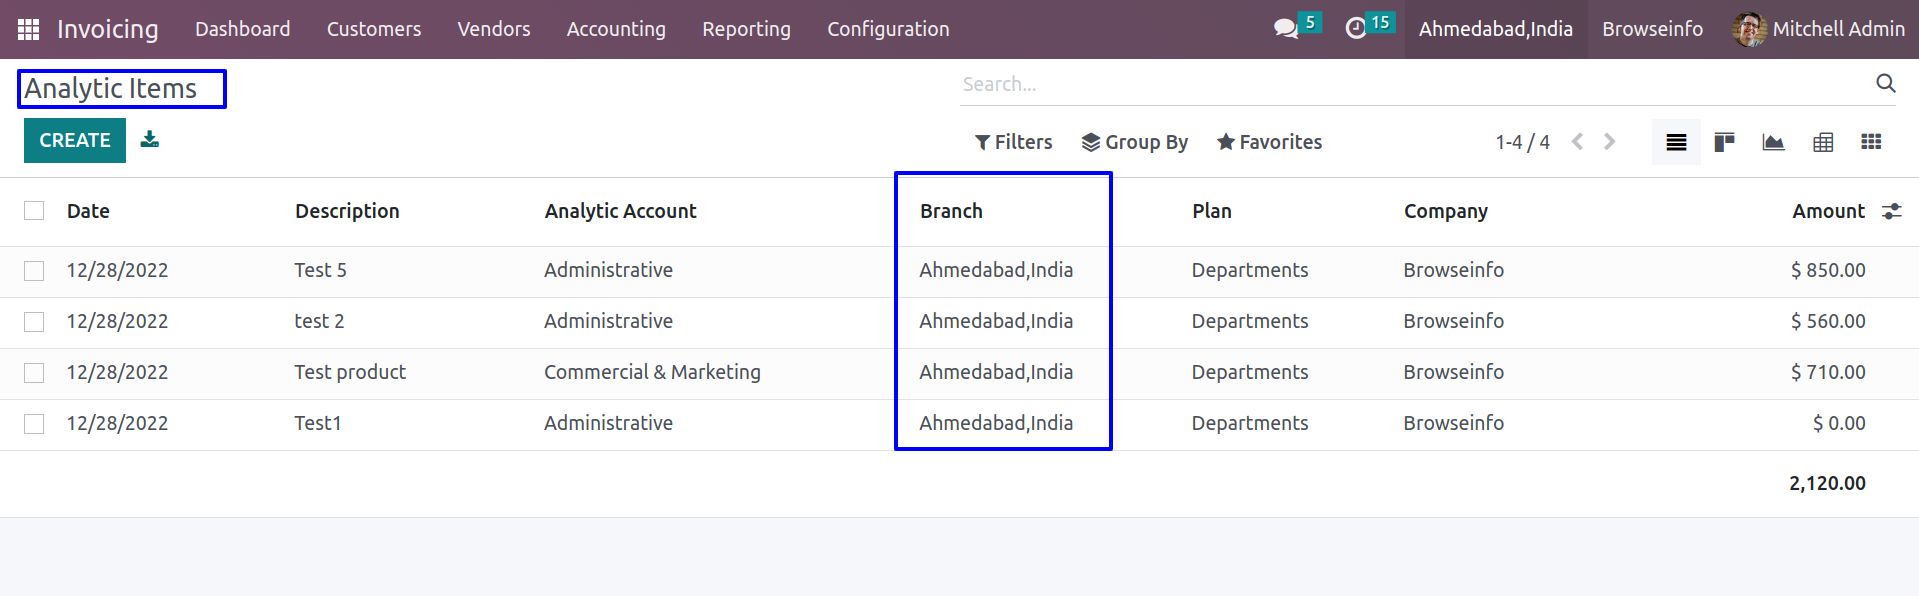 Invoicing Dashboard Customers Vendors Accounting Reporting Configuration 5 15 Ahmedabad,India Browseinfo Mitchell Admin
Analytic Items Search...
CREATE Filters Group By Favorites 1-4 / 4
Date Description Analytic Account Branch Plan Company Amount
12/28/2022 Test 5 Administrative Ahmedabad,India Departments Browseinfo $ 850.00
12/28/2022 test 2 Administrative Ahmedabad,India Departments Browseinfo $ 560.00
12/28/2022 Test product Commercial & Marketing Ahmedabad,India Departments Browseinfo $ 710.00
12/28/2022 Test1 Administrative Ahmedabad,India Departments Browseinfo $ 0.00
2,120.00